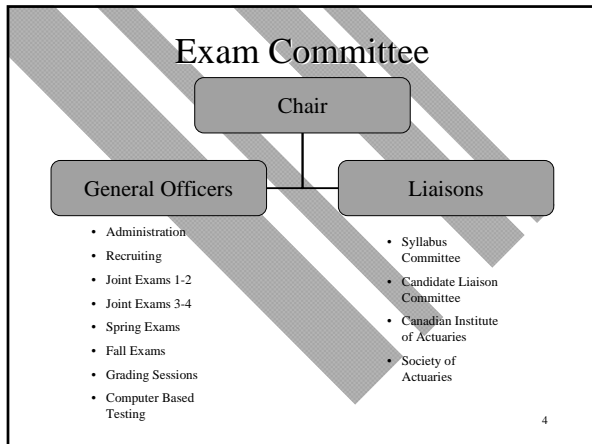 Exam Committee
Chair
General Officers
• Administration
• Recruiting
• Joint Exams 1-2
• Joint Exams 3-4
• Spring Exams
• Fall Exams
• Grading Sessions
• Computer Based
Testing
Liaisons
• Syllabus
Committee
• Candidate Liaison
Committee
• Canadian Institute
of Actuaries
• Society of
Actuaries
4